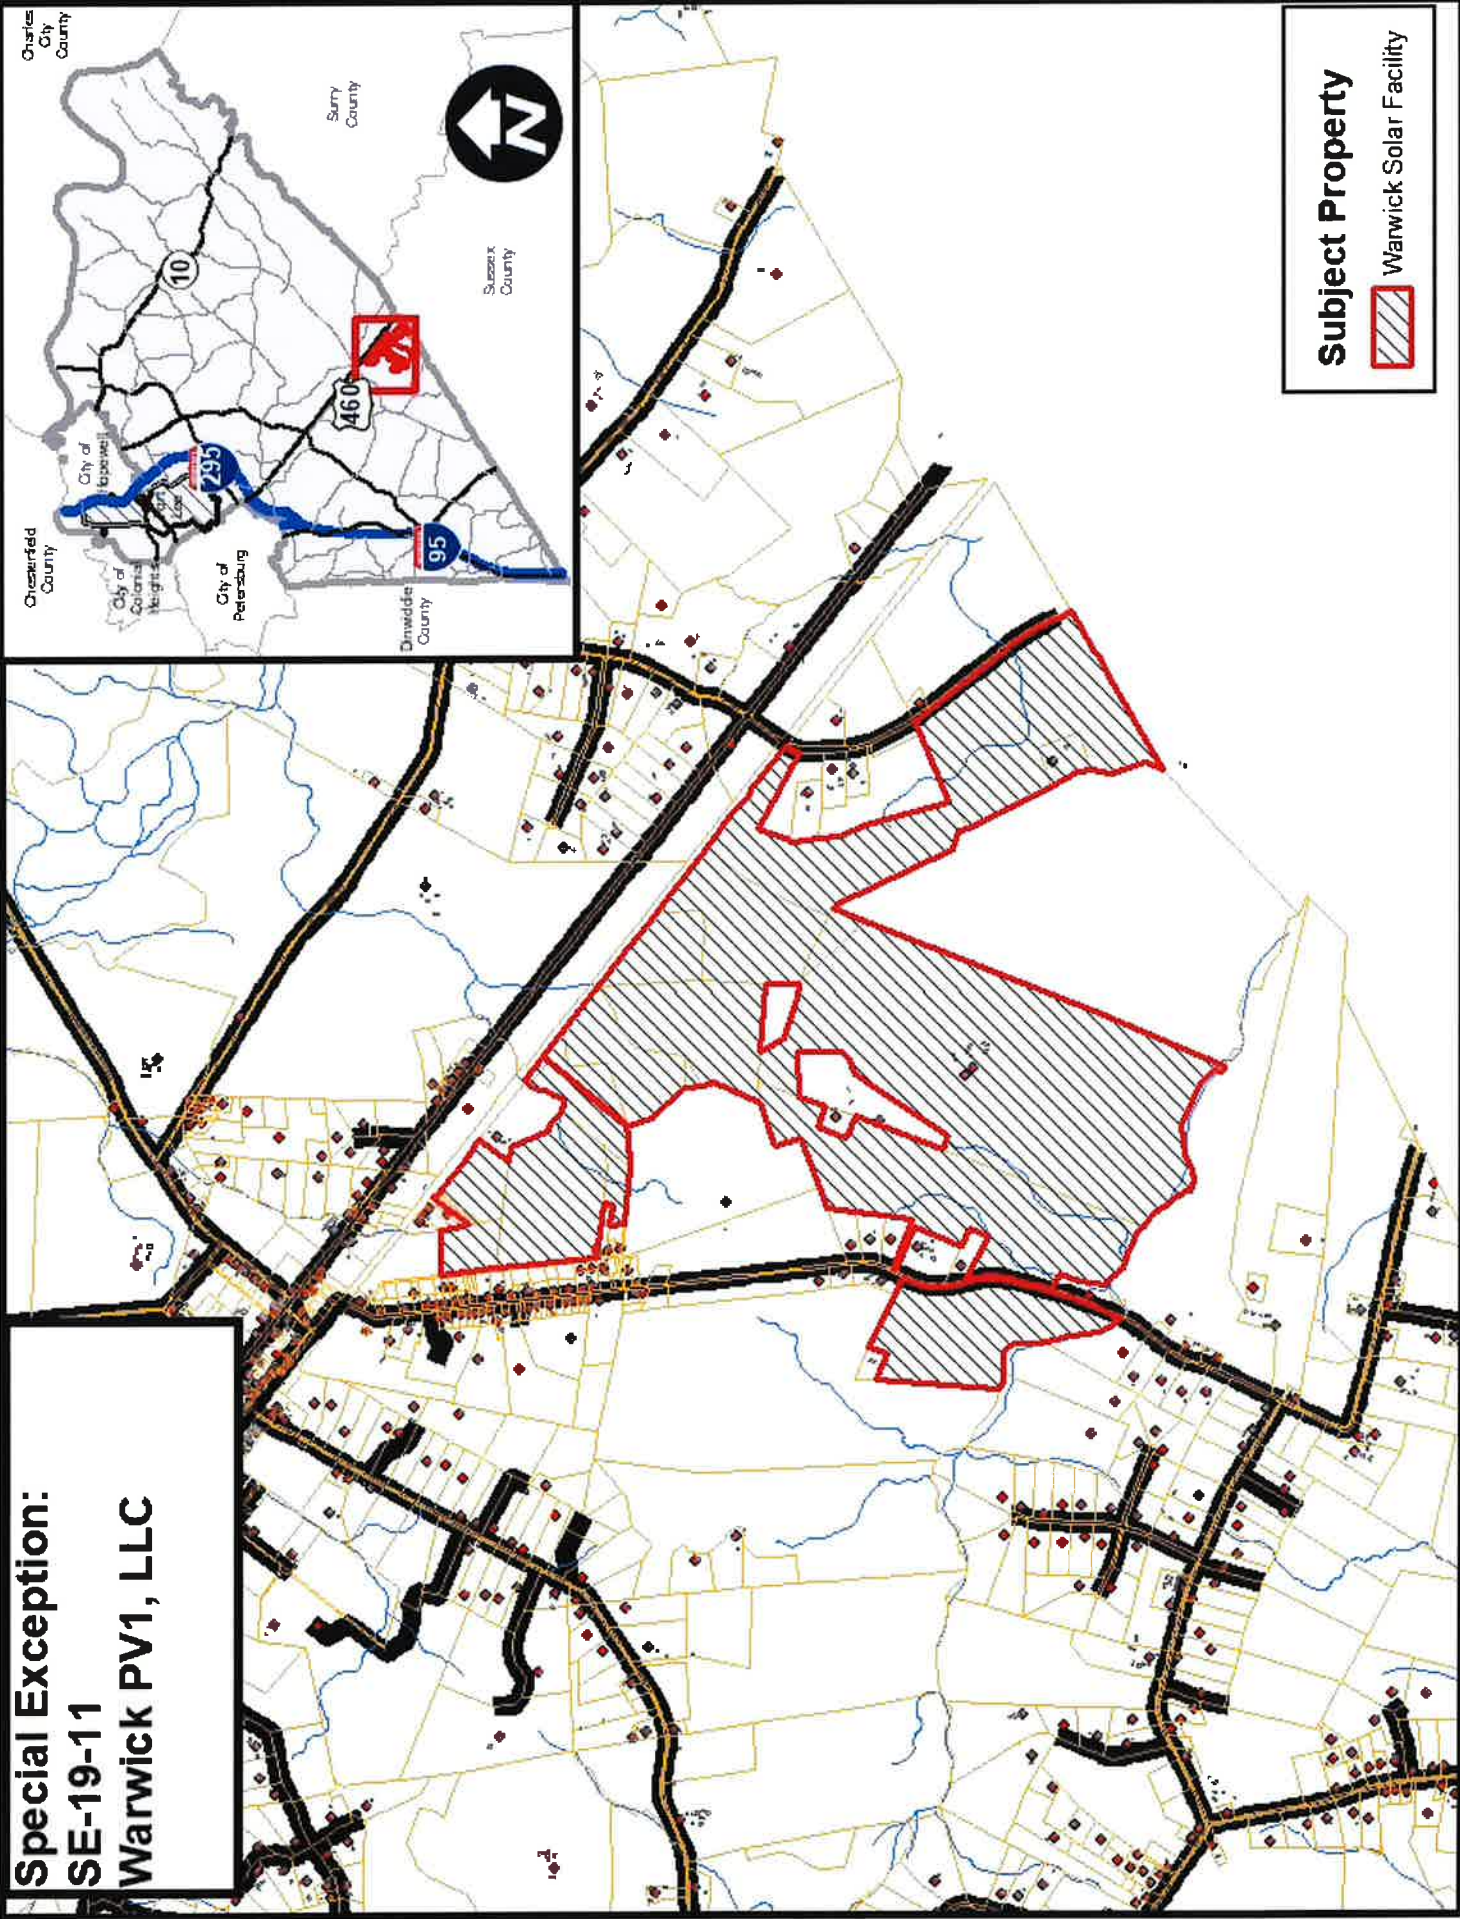 Special Exception:
SE-19-11
Warwick PV1, LLC
Charles
City
County
Chesterfield
County
City of
Hopewell
City of
Colonial
Heights
Fort
Lee
City of
Petersburg
Dinwiddie
County
Surry
County
Sussex
County
10
295
460
95
N
Subject Property
Warwick Solar Facility